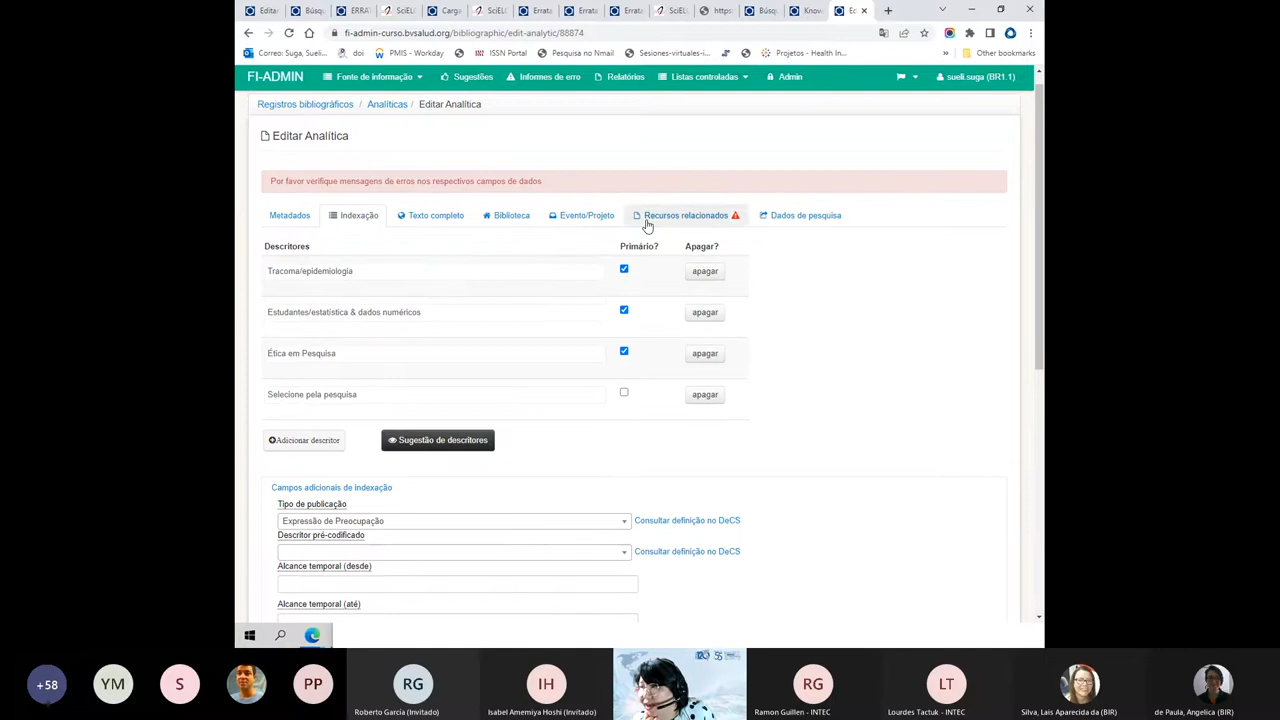 Editar
Búsqu
ERRAT
SciELO
Carga
SciELO
Errata
Errata
Errata
SciELO
https
Búsqu
Know
Ed
fi-admin-curso.bvsalud.org/bibliographic/edit-analytic/88874
Correo: Suga, Sueli...
doi
PMIS - Workday
ISSN Portal
Pesquisa no Nmail
Sesiones-virtuales-i...
Projetos - Health In...
»
Other bookmarks
FI-ADMIN
Fonte de informação
Sugestões
Informes de erro
Relatórios
Listas controladas
Admin
sueli.suga (BR1.1)
Registros bibliográficos / Analíticas / Editar Analítica
Editar Analítica
Por favor verifique mensagens de erros nos respectivos campos de dados
Metadados
Indexação
Texto completo
Biblioteca
Evento/Projeto
Recursos relacionados
Dados de pesquisa
Descritores Primário? Apagar?
Tracoma/epidemiologia apagar
Estudantes/estatística & dados numéricos apagar
Ética em Pesquisa apagar
Selecione pela pesquisa apagar
Adicionar descritor
Sugestão de descritores
Campos adicionais de indexação
Tipo de publicação
Expressão de Preocupação Consultar definição no DeCS
Descritor pré-codificado
Consultar definição no DeCS
Alcance temporal (desde)
Alcance temporal (até)
+58
YM
S
PP
RG
Roberto García (Invitado)
IH
Isabel Amemiya Hoshi (Invitado)
RG
Ramon Guillen - INTEC
LT
Lourdes Tactuk - INTEC
Silva, Lais Aparecida da (BIR)
de Paula, Angelica (BIR)